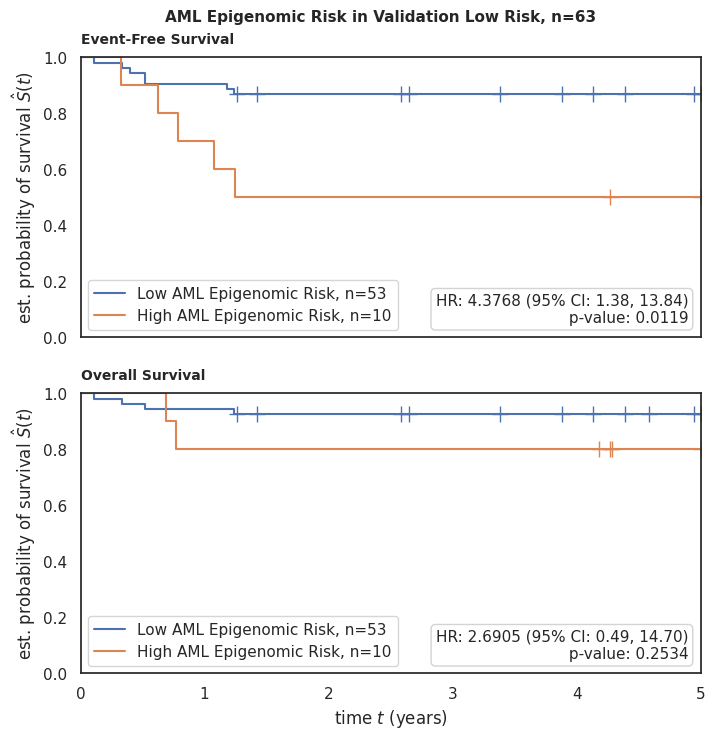 AML Epigenomic Risk in Validation Low Risk, n=63
Event-Free Survival
est. probability of survival Ŝ(t)
1.0
0.8
0.6
0.4
0.2
0.0
Low AML Epigenomic Risk, n=53
High AML Epigenomic Risk, n=10
HR: 4.3768 (95% CI: 1.38, 13.84)
p-value: 0.0119
Overall Survival
est. probability of survival Ŝ(t)
1.0
0.8
0.6
0.4
0.2
0.0
Low AML Epigenomic Risk, n=53
High AML Epigenomic Risk, n=10
HR: 2.6905 (95% CI: 0.49, 14.70)
p-value: 0.2534
0 1 2 3 4 5
time t (years)